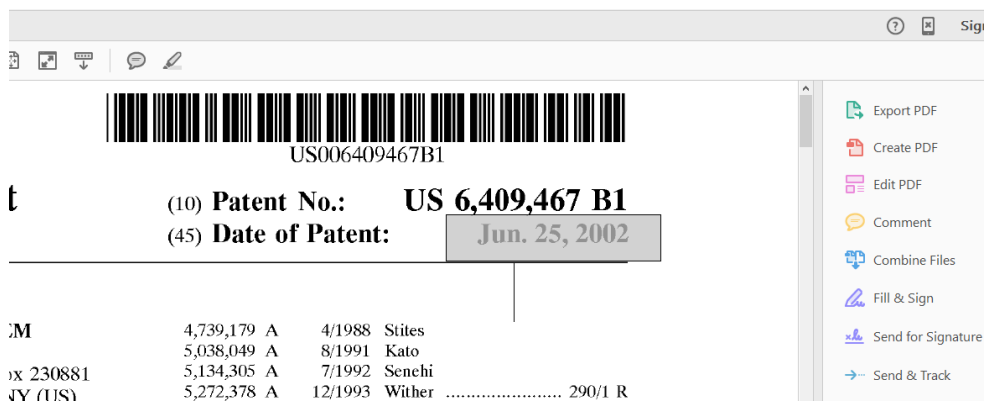 Sign
US006409467B1
(10) Patent No.: US 6,409,467 B1
(45) Date of Patent: Jun. 25, 2002
4,739,179 A 4/1988 Stites
5,038,049 A 8/1991 Kato
5,134,305 A 7/1992 Senehi
230881
NY (US) 5,272,378 A 12/1993 Wither ...................... 290/1 R
Export PDF
Create PDF
Edit PDF
Comment
Combine Files
Fill & Sign
Send for Signature
Send & Track